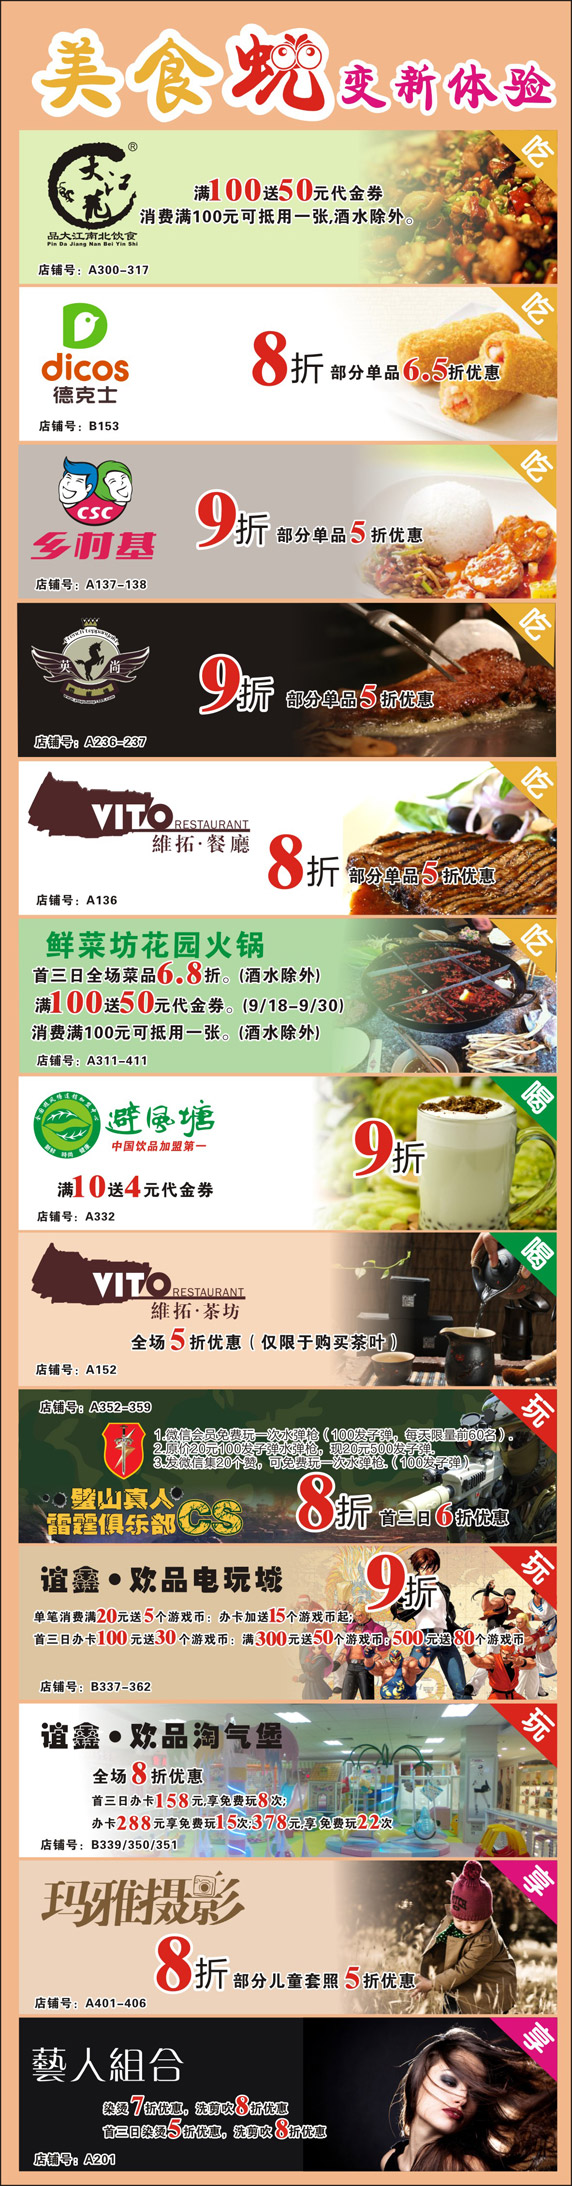 美食蜕变新体验
吃
大江龙
®
品大江南北饮食
Pin Da Jiang Nan Bei Yin Shi
满100送50元代金券
消费满100元可抵用一张,酒水除外。
店铺号：A300-317
吃
dicos
德克士
8折 部分单品6.5折优惠
店铺号：B153
吃
CSC
乡村基
9折 部分单品5折优惠
店铺号：A137-138
吃
英 尚
9折 部分单品5折优惠
店铺号：A236-237
吃
VITO RESTAURANT
維拓·餐廳
8折 部分单品5折优惠
店铺号：A136
吃
鲜菜坊花园火锅
首三日全场菜品6.8折。(酒水除外)
满100送50元代金券。(9/18-9/30)
消费满100元可抵用一张。(酒水除外)
店铺号：A311-411
喝
避風塘
中国饮品加盟第一
9折
满10送4元代金券
店铺号：A332
喝
VITO RESTAURANT
維拓·茶坊
全场5折优惠（仅限于购买茶叶）
店铺号：A152
玩
店铺号：A352-359
1.微信会员免费玩一次水弹枪（100发子弹，每天限量前60名）。
2.原价20元100发子弹水弹枪，现20元500发子弹
3.发微信集20个赞，可免费玩一次水弹枪.（100发子弹）
璧山真人
雷霆俱乐部CS
8折 首三日6折优惠
玩
谊鑫·欢品电玩城
9折
单笔消费满20元送5个游戏币；办卡加送15个游戏币起;
首三日办卡100元送30个游戏币；满300元送50个游戏币；500元送80个游戏币
店铺号：B337-362
玩
谊鑫·欢品淘气堡
全场8折优惠
首三日办卡158元,享免费玩8次;
办卡288元享免费玩15次;378元,享免费玩22次
店铺号：B339/350/351
享
玛雅摄影
8折 部分儿童套照5折优惠
店铺号：A401-406
享
藝人組合
染烫7折优惠，洗剪吹8折优惠
首三日染烫5折优惠，洗剪吹8折优惠
店铺号：A201